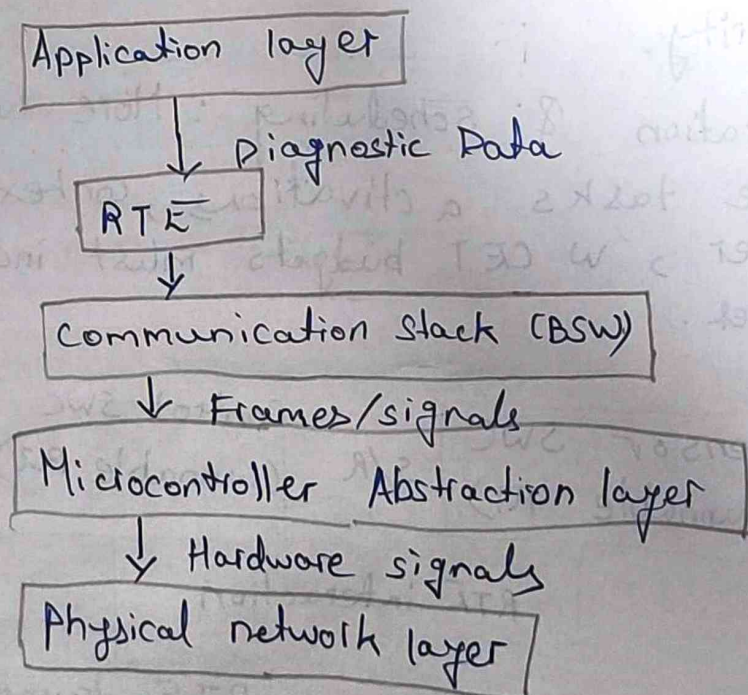 Application layer
Diagnostic Data
RTE
Communication Stack (BSW)
Frames/signals
Microcontroller Abstraction layer
Hardware signals
Physical network layer